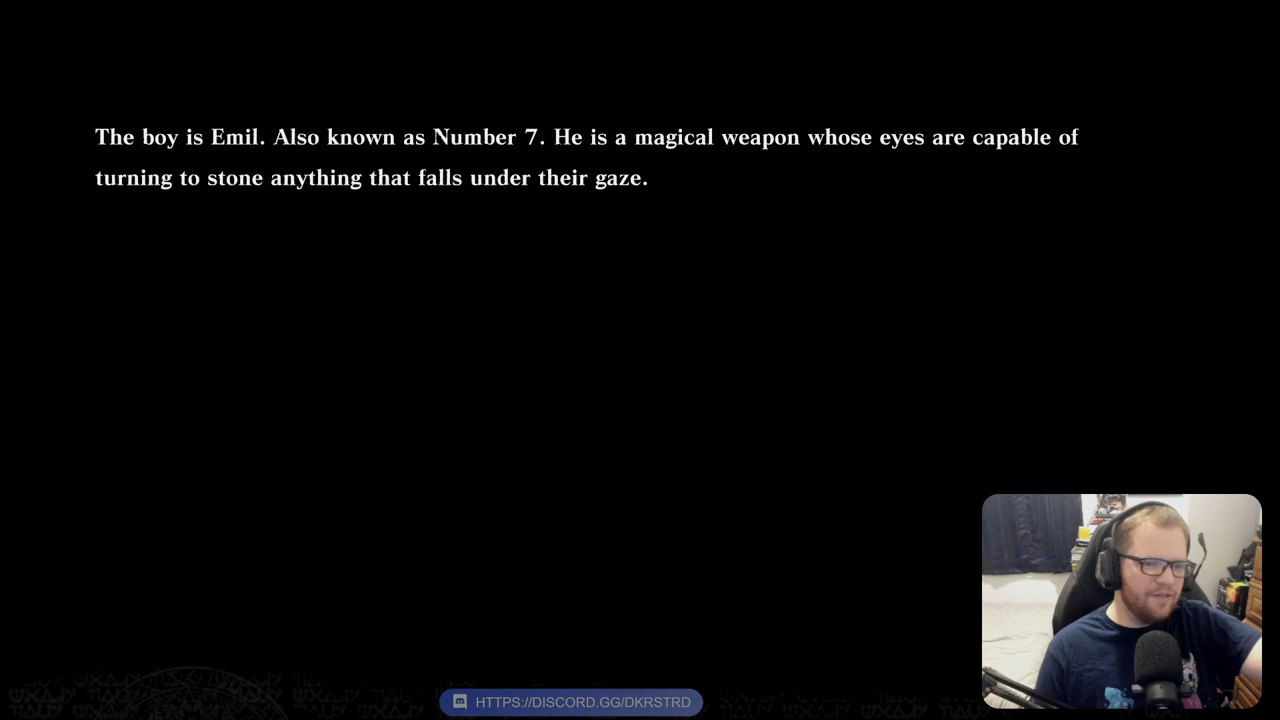 The boy is Emil. Also known as Number 7. He is a magical weapon whose eyes are capable of
turning to stone anything that falls under their gaze.
HTTPS://DISCORD.GG/DKRSTRD